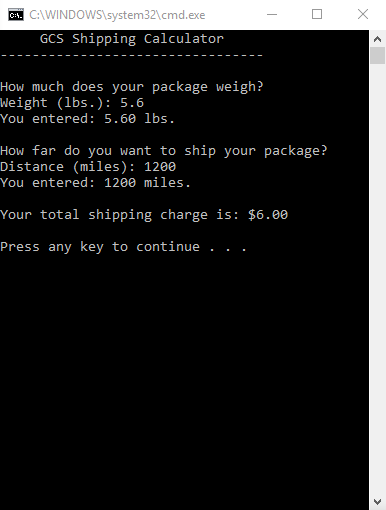 C:\WINDOWS\system32\cmd.exe
GCS Shipping Calculator
---------------------------------
How much does your package weigh?
Weight (lbs.): 5.6
You entered: 5.60 lbs.
How far do you want to ship your package?
Distance (miles): 1200
You entered: 1200 miles.
Your total shipping charge is: $6.00
Press any key to continue . . .